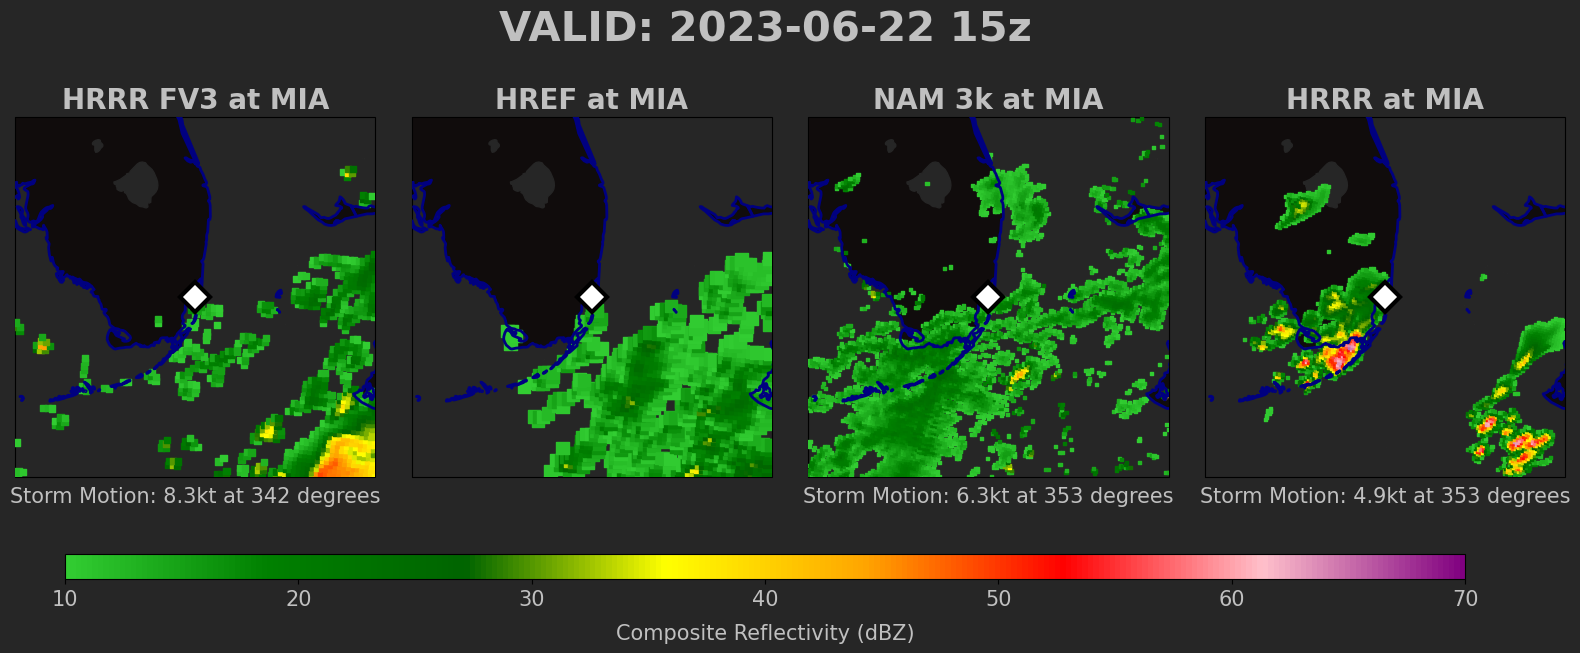 VALID: 2023-06-22 15z
HRRR FV3 at MIA
HREF at MIA
NAM 3k at MIA
HRRR at MIA
Storm Motion: 8.3kt at 342 degrees
Storm Motion: 6.3kt at 353 degrees
Storm Motion: 4.9kt at 353 degrees
10 20 30 40 50 60 70
Composite Reflectivity (dBZ)